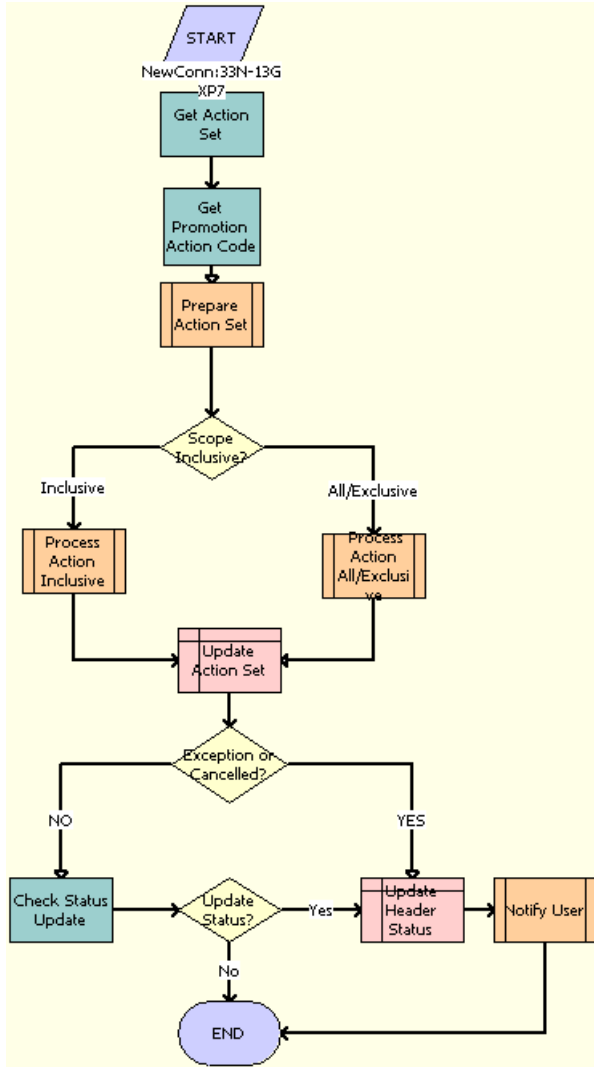 START
NewConn:33N-13G
XP7
Get Action
Set
Get
Promotion
Action Code
Prepare
Action Set
Scope
Inclusive?
Inclusive
All/Exclusive
Process
Action
Inclusive
Process
Action
All/Exclusi
ve
Update
Action Set
Exception or
Cancelled?
NO
YES
Check Status
Update
Update
Status?
Yes
Update
Header
Status
Notify User
No
END